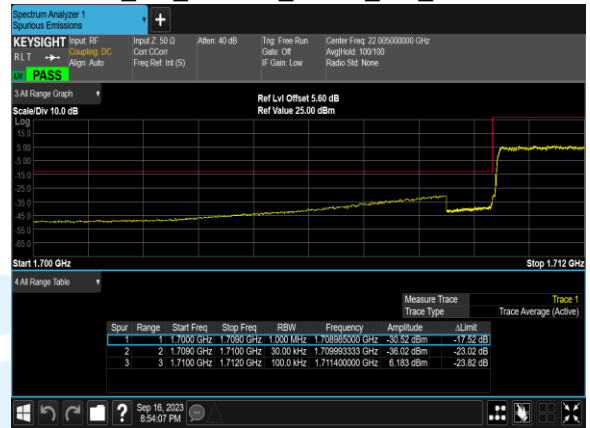 Spectrum Analyzer 1
Spurious Emissions
+
KEYSIGHT Input: RF Input Z: 50 Ω Atten: 40 dB Trig: Free Run Center Freq: 22.005000000 GHz
RLT Coupling: DC Corr CCorr Gate: Off Avg|Hold: 100/100
Align: Auto Freq Ref: Int (S) IF Gain: Low Radio Std: None
PASS
3 All Range Graph
Ref Lvl Offset 5.60 dB
Scale/Div 10.0 dB Ref Value 25.00 dBm
Log
15.0
5.00
-5.00
-15.0
-25.0
-35.0
-45.0
-55.0
-65.0
Start 1.700 GHz Stop 1.712 GHz
4 All Range Table
Measure Trace Trace 1
Trace Type Trace Average (Active)
Spur Range Start Freq Stop Freq RBW Frequency Amplitude ΔLimit
1 1 1.7000 GHz 1.7090 GHz 1.000 MHz 1.708985000 GHz -30.52 dBm -17.52 dB
2 2 1.7090 GHz 1.7100 GHz 30.00 kHz 1.709993333 GHz -36.02 dBm -23.02 dB
3 3 1.7100 GHz 1.7120 GHz 100.0 kHz 1.711400000 GHz 6.183 dBm -23.82 dB
?
Sep 16, 2023
8:54:07 PM